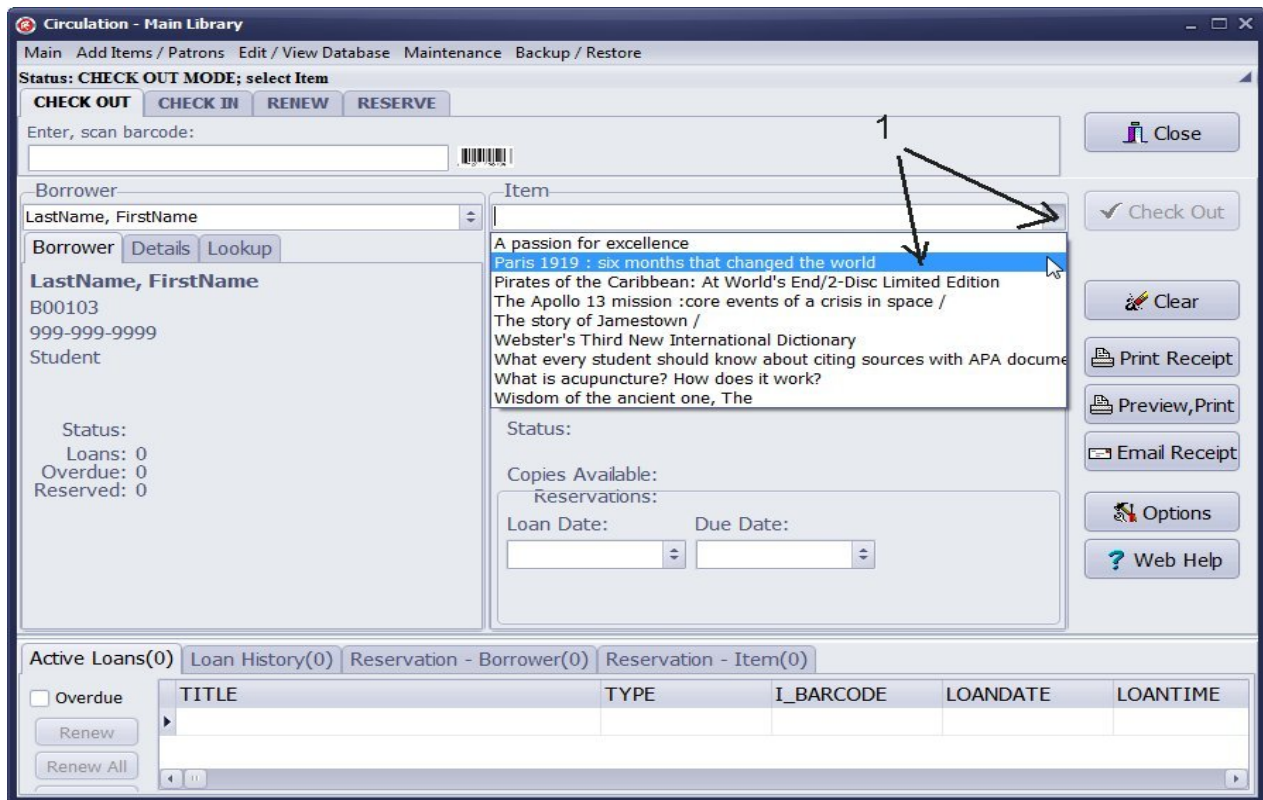 Circulation - Main Library
Main Add Items / Patrons Edit / View Database Maintenance Backup / Restore
Status: CHECK OUT MODE; select Item
CHECK OUT CHECK IN RENEW RESERVE
Enter, scan barcode:
1
Close
Borrower
LastName, FirstName
Borrower Details Lookup
LastName, FirstName
B00103
999-999-9999
Student
Status:
Loans: 0
Overdue: 0
Reserved: 0
Item
A passion for excellence
Paris 1919 : six months that changed the world
Pirates of the Caribbean: At World's End/2-Disc Limited Edition
The Apollo 13 mission :core events of a crisis in space /
The story of Jamestown /
Webster's Third New International Dictionary
What every student should know about citing sources with APA docume
What is acupuncture? How does it work?
Wisdom of the ancient one, The
Status:
Copies Available:
Reservations:
Loan Date: Due Date:
Check Out
Clear
Print Receipt
Preview,Print
Email Receipt
Options
? Web Help
Active Loans(0) Loan History(0) Reservation - Borrower(0) Reservation - Item(0)
Overdue
Renew
Renew All
TITLE TYPE I_BARCODE LOANDATE LOANTIME